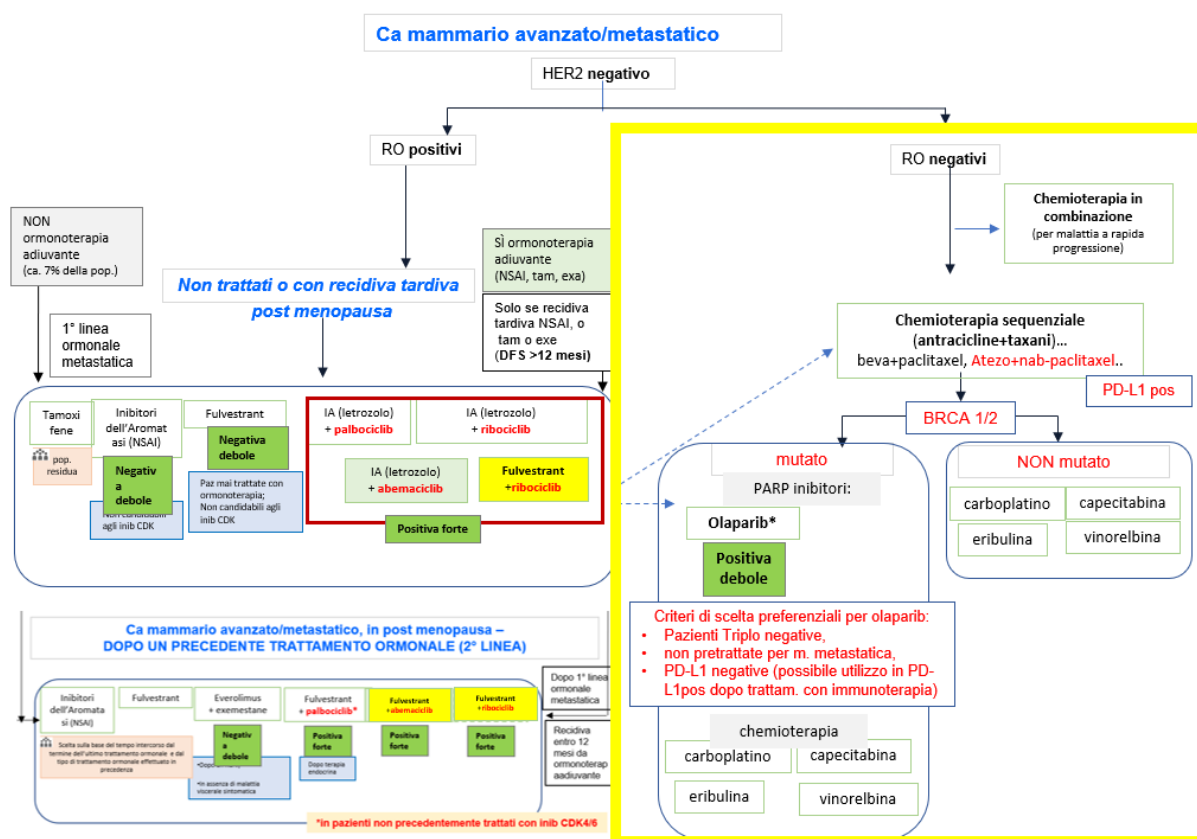 Ca mammario avanzato/metastatico
HER2 negativo
RO positivi
NON
ormonoterapia
adiuvante
(ca. 7% della pop.)
1° linea
ormonale
metastatica
Non trattati o con recidiva tardiva
post menopausa
SÌ ormonoterapia
adiuvante
(NSAI, tam, exa)
Solo se recidiva
tardiva NSAI, o
tam o exe
(DFS >12 mesi)
Tamoxi
fene
pop.
residua
Inibitori
dell'Aromat
asi (NSAI)
Negativ
a
debole
agli inib CDK
Fulvestrant
Negativa
debole
Paz mai trattate con
ormonoterapia;
Non candidabili agli
inib CDK
IA (letrozolo)
+ palbociclib
IA (letrozolo)
+ ribociclib
IA (letrozolo)
+ abemaciclib
Fulvestrant
+ribociclib
Positiva forte
Ca mammario avanzato/metastatico, in post menopausa –
DOPO UN PRECEDENTE TRATTAMENTO ORMONALE (2° LINEA)
Inibitori
dell'Aromata
si (NSAI)
Fulvestrant
Everolimus
+ exemestane
Fulvestrant
+ palbociclib*
Fulvestrant
+abemaciclib
Fulvestrant
+ribociclib
Scelta sulla base del tempo intercorso dal
termine dell'ultimo trattamento ormonale e dal
tipo di trattamento ormonale effettuato in
precedenza
Negativ
a
debole
•Dopo
•In assenza di malattia
viscerale sintomatica
Positiva
forte
Dopo terapia
endocrina
Positiva
forte
Positiva
forte
Dopo 1° linea
ormonale
metastatica
Recidiva
entro 12
mesi da
ormonoterap
aadiuvante
*in pazienti non precedentemente trattati con inib CDK4/6
RO negativi
Chemioterapia in
combinazione
(per malattia a rapida
progressione)
Chemioterapia sequenziale
(antracicline+taxani)...
beva+paclitaxel, Atezo+nab-paclitaxel..
PD-L1 pos
BRCA 1/2
mutato
PARP inibitori:
Olaparib*
Positiva
debole
Criteri di scelta preferenziali per olaparib:
• Pazienti Triplo negative,
• non pretrattate per m. metastatica,
• PD-L1 negative (possibile utilizzo in PD-
L1pos dopo trattam. con immunoterapia)
chemioterapia
carboplatino
capecitabina
eribulina
vinorelbina
NON mutato
carboplatino
capecitabina
eribulina
vinorelbina